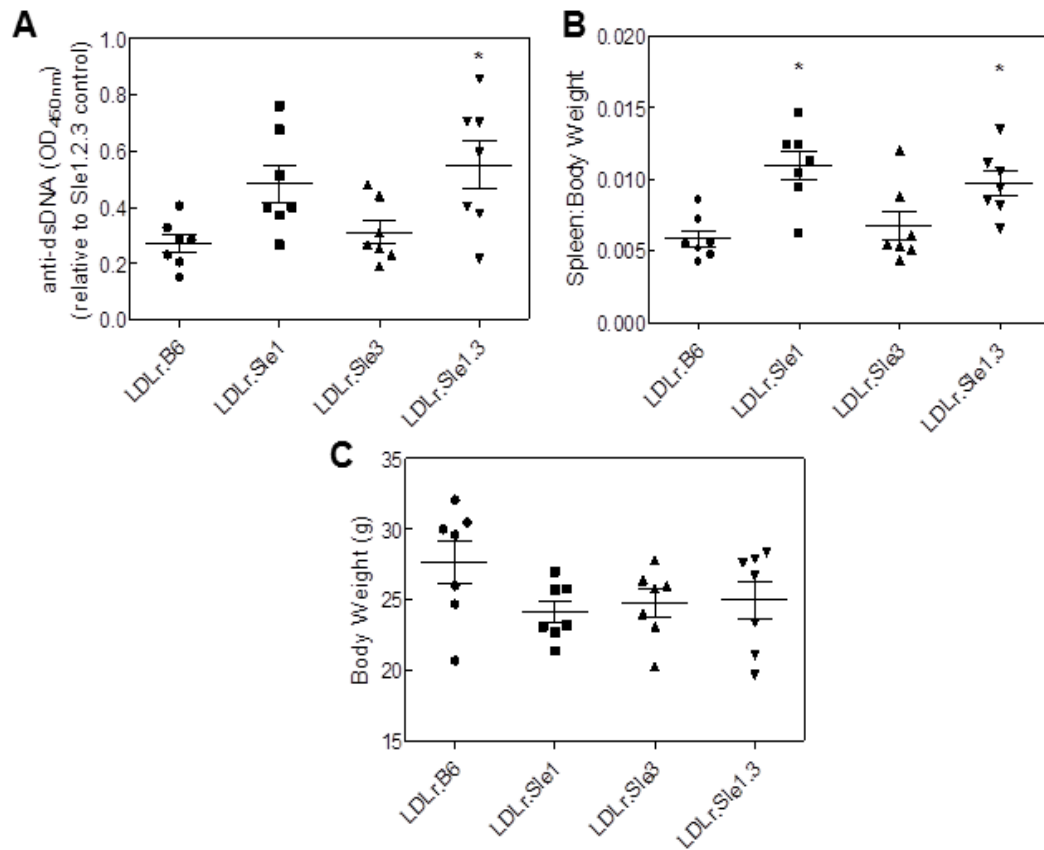 A
anti-dsDNA (OD450nm)
(relative to Sle1.2.3 control)
1.0
0.8
0.6
0.4
0.2
0.0
*
LDLr.B6
LDLr.Sle1
LDLr.Sle3
LDLr.Sle1.3
B
Spleen:Body Weight
0.020
0.015
0.010
0.005
0.000
*
*
LDLr.B6
LDLr.Sle1
LDLr.Sle3
LDLr.Sle1.3
C
Body Weight (g)
35
30
25
20
15
LDLr.B6
LDLr.Sle1
LDLr.Sle3
LDLr.Sle1.3